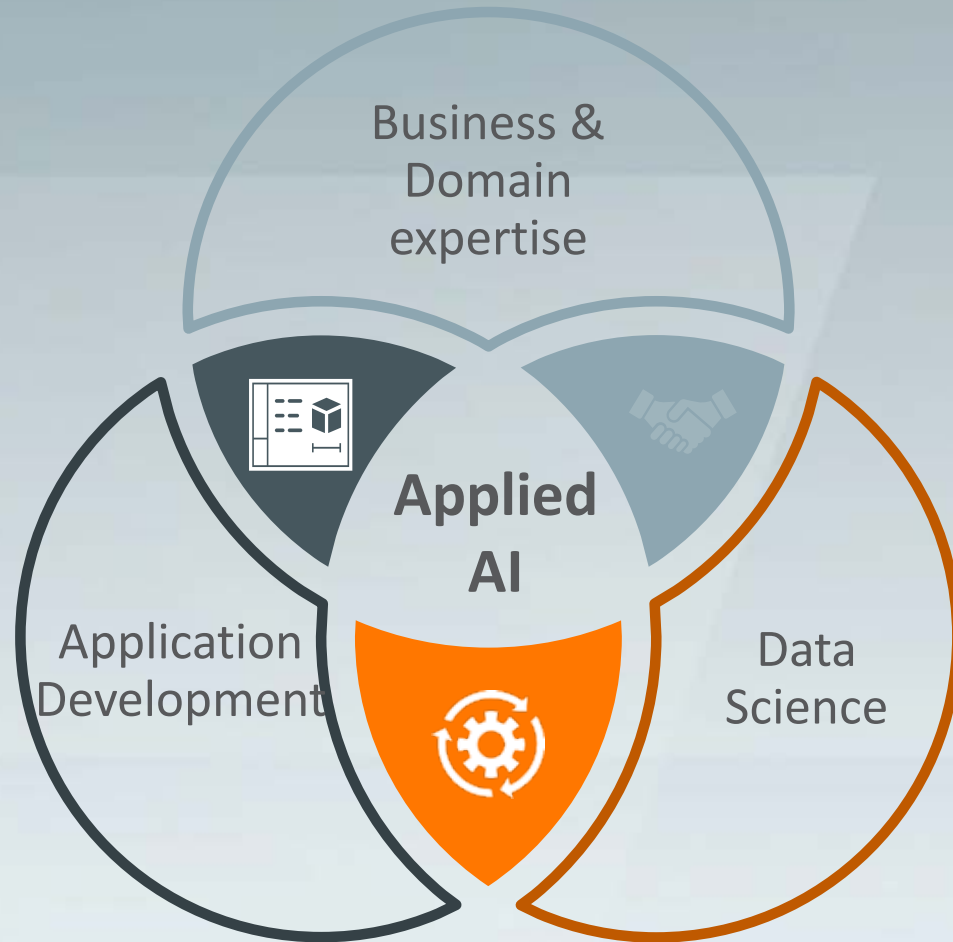 Business &
Domain
expertise
Applied
AI
Application
Development
Data
Science